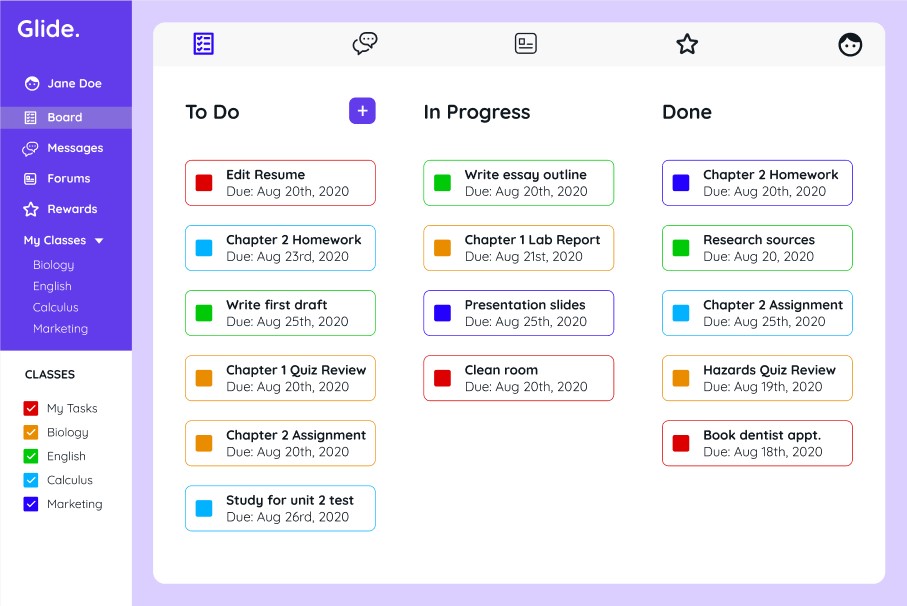 Glide.
Jane Doe
Board
Messages
Forums
Rewards
My Classes
Biology
English
Calculus
Marketing
CLASSES
My Tasks
Biology
English
Calculus
Marketing
To Do
+
Edit Resume
Due: Aug 20th, 2020
Chapter 2 Homework
Due: Aug 23rd, 2020
Write first draft
Due: Aug 25th, 2020
Chapter 1 Quiz Review
Due: Aug 20th, 2020
Chapter 2 Assignment
Due: Aug 20th, 2020
Study for unit 2 test
Due: Aug 26rd, 2020
In Progress
Write essay outline
Due: Aug 20th, 2020
Chapter 1 Lab Report
Due: Aug 21st, 2020
Presentation slides
Due: Aug 25th, 2020
Clean room
Due: Aug 20th, 2020
Done
Chapter 2 Homework
Due: Aug 20th, 2020
Research sources
Due: Aug 20, 2020
Chapter 2 Assignment
Due: Aug 25th, 2020
Hazards Quiz Review
Due: Aug 19th, 2020
Book dentist appt.
Due: Aug 18th, 2020